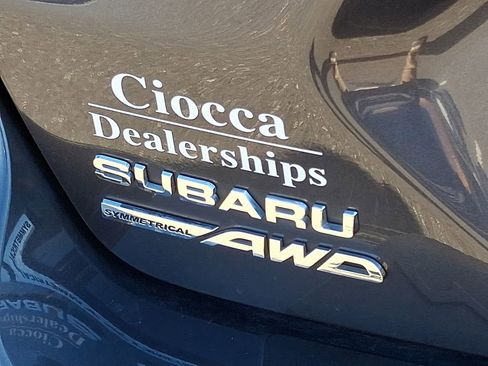 Ciocca
Dealerships
SUBARU
SYMMETRICAL AWD